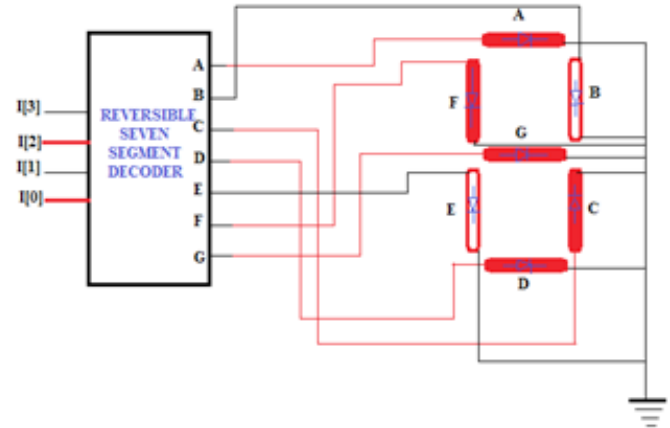 A
A
B
B
F
I[3]
REVERSIBLE
C
I[2]
SEVEN
G
SEGMENT
D
I[1]
DECODER
E
I[0]
E
C
F
G
D